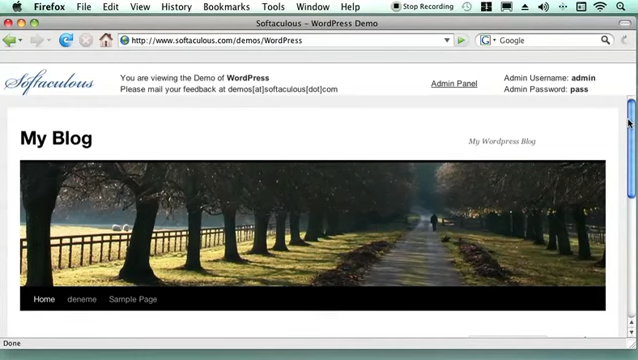 Firefox File Edit View History Bookmarks Tools Window Help Stop Recording
Softaculous – WordPress Demo
http://www.softaculous.com/demos/WordPress
Google
Softaculous
You are viewing the Demo of WordPress
Please mail your feedback at demos[at]softaculous[dot]com
Admin Panel
Admin Username: admin
Admin Password: pass
My Blog
My Wordpress Blog
Home deneme Sample Page
Done